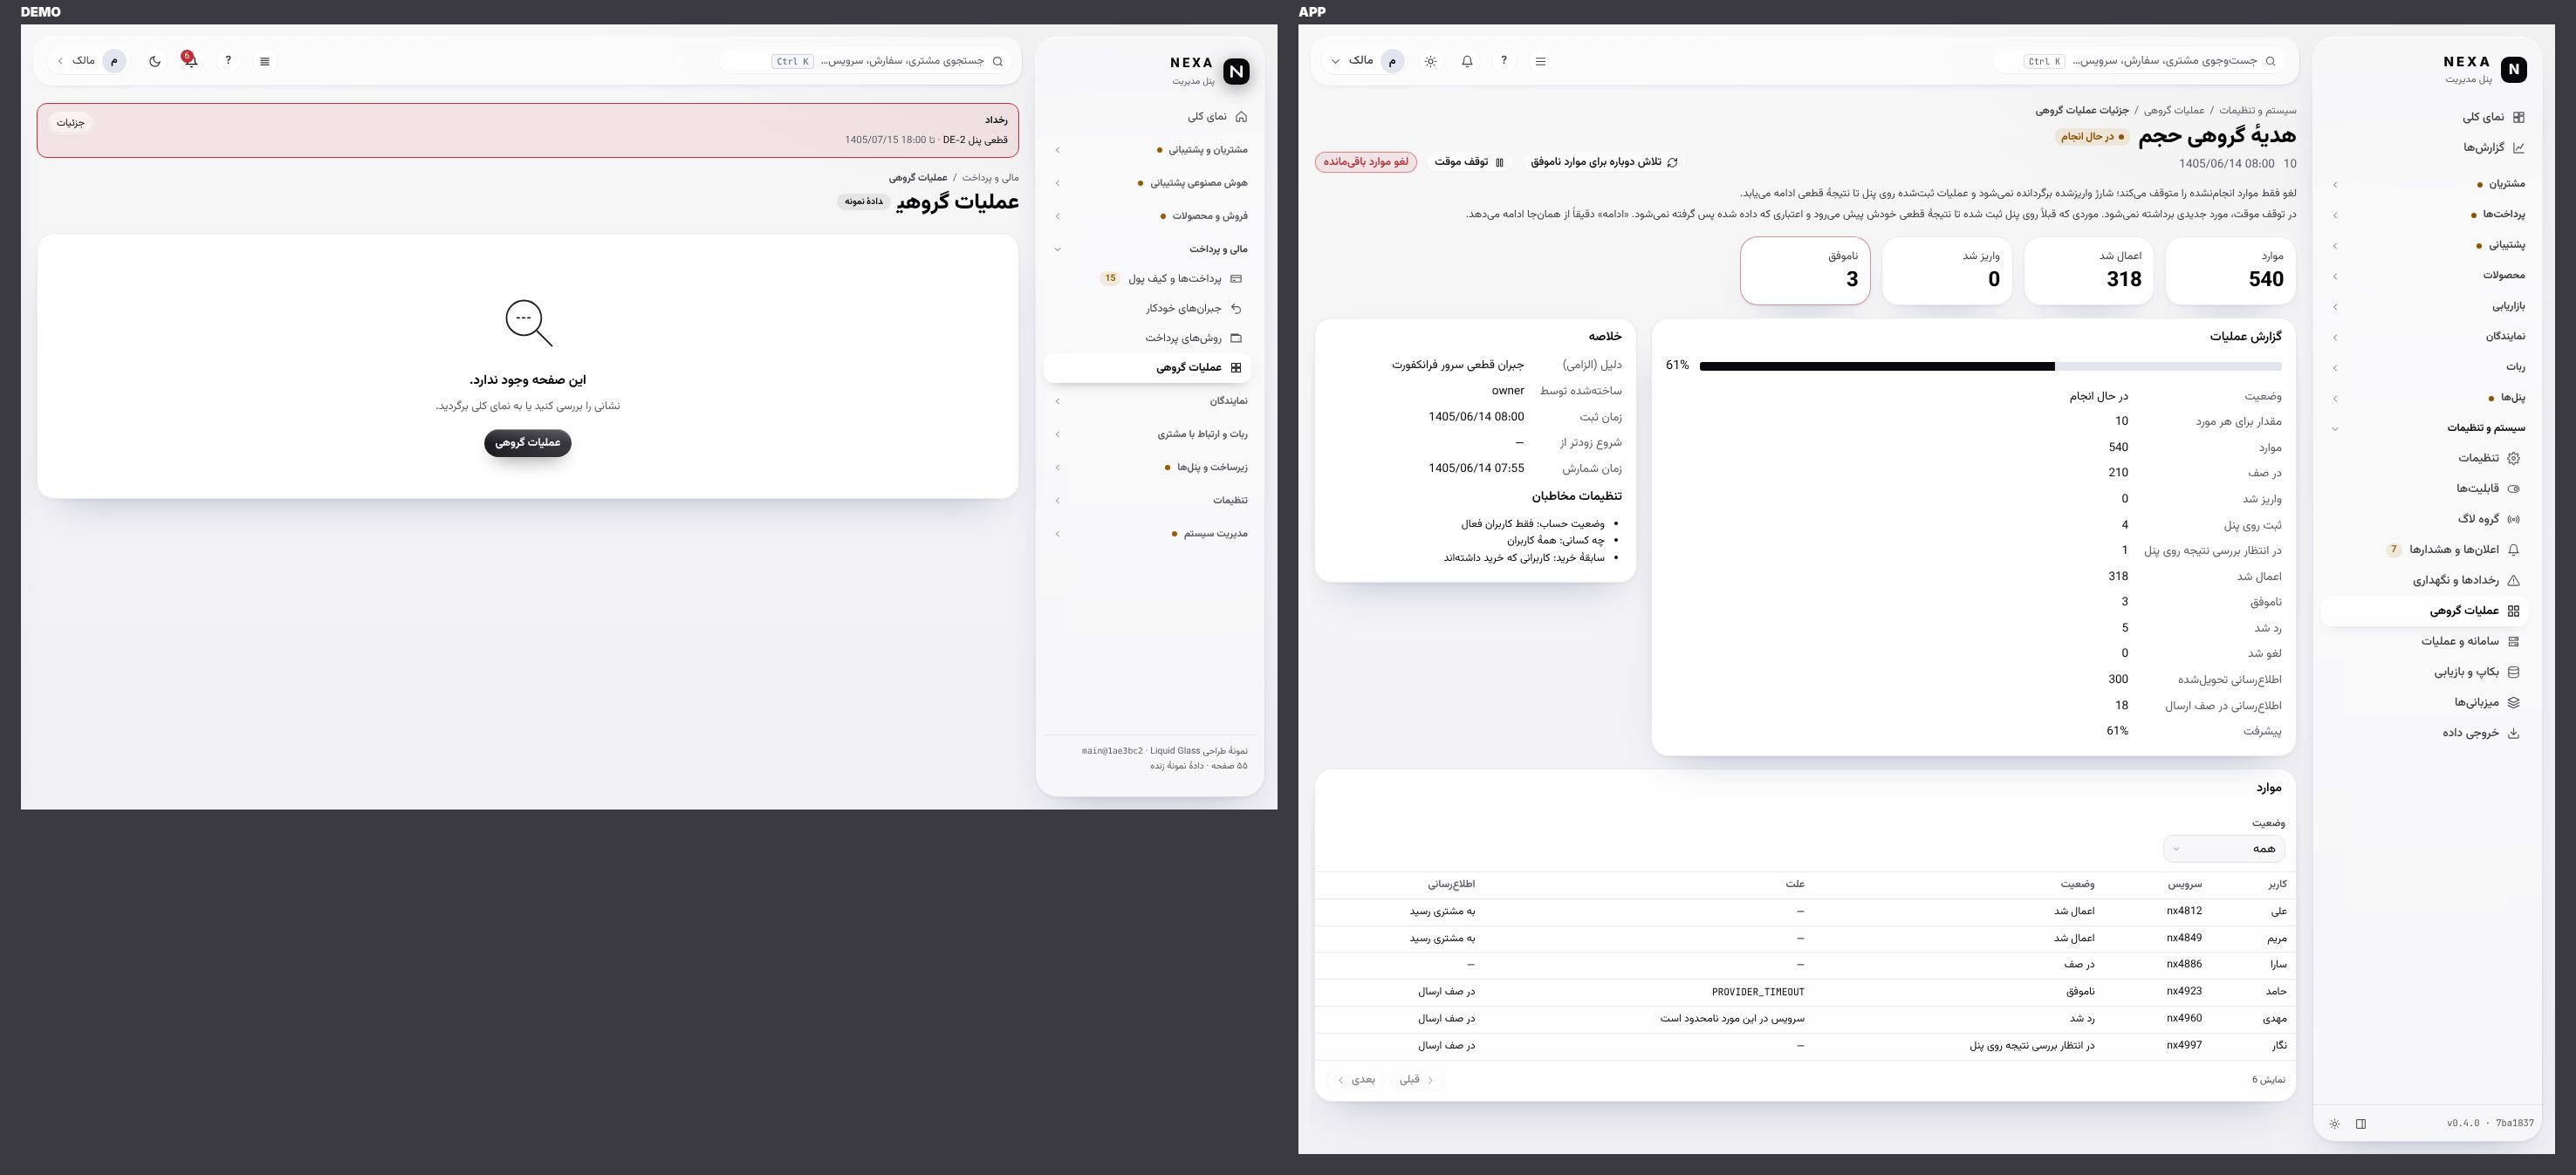 DEMO
NEXA
پنل مدیریت
N
جستجوی مشتری، سفارش، سرویس...
Ctrl K
?
6
م
مالک
رخداد
قطعی پنل DE-2 · تا 18:00 1405/07/15
جزئیات
مالی و پرداخت / عملیات گروهی
عملیات گروهی
دادهٔ نمونه
این صفحه وجود ندارد.
نشانی را بررسی کنید یا به نمای کلی برگردید.
عملیات گروهی
نمای کلی
مشتریان و پشتیبانی
هوش مصنوعی پشتیبانی
فروش و محصولات
مالی و پرداخت
پرداخت‌ها و کیف پول 15
جبران‌های خودکار
روش‌های پرداخت
عملیات گروهی
نمایندگان
ربات و ارتباط با مشتری
زیرساخت و پنل‌ها
تنظیمات
مدیریت سیستم
نمونهٔ طراحی main@1ae3bc2 · Liquid Glass
۵۵ صفحه · دادهٔ نمونهٔ زنده
APP
NEXA
پنل مدیریت
N
جست‌وجوی مشتری، سفارش، سرویس...
Ctrl K
?
م
مالک
سیستم و تنظیمات / عملیات گروهی / جزئیات عملیات گروهی
هدیهٔ گروهی حجم
در حال انجام
10 1405/06/14 08:00
تلاش دوباره برای موارد ناموفق
توقف موقت
لغو موارد باقی‌مانده
لغو فقط موارد انجام‌نشده را متوقف می‌کند؛ شارژ واریزشده برگردانده نمی‌شود و عملیات ثبت‌شده روی پنل تا نتیجهٔ قطعی ادامه می‌یابد.
در توقف موقت، مورد جدیدی برداشته نمی‌شود. موردی که قبلاً روی پنل ثبت شده تا نتیجهٔ قطعی خودش پیش می‌رود و اعتباری که داده شده پس گرفته نمی‌شود. «ادامه» دقیقاً از همان‌جا ادامه می‌دهد.
موارد
540
اعمال شد
318
واریز شد
0
ناموفق
3
گزارش عملیات
61%
وضعیت در حال انجام
مقدار برای هر مورد 10
موارد 540
در صف 210
واریز شد 0
ثبت روی پنل 4
در انتظار بررسی نتیجه روی پنل 1
اعمال شد 318
ناموفق 3
رد شد 5
لغو شد 0
اطلاع‌رسانی تحویل‌شده 300
اطلاع‌رسانی در صف ارسال 18
پیشرفت 61%
خلاصه
دلیل (الزامی) جبران قطعی سرور فرانکفورت
ساخته‌شده توسط owner
زمان ثبت 1405/06/14 08:00
شروع زودتر از —
زمان شمارش 1405/06/14 07:55
تنظیمات مخاطبان
• وضعیت حساب: فقط کاربران فعال
• چه کسانی: همهٔ کاربران
• سابقهٔ خرید: کاربرانی که خرید داشته‌اند
موارد
وضعیت
همه
کاربر سرویس وضعیت علت اطلاع‌رسانی
علی nx4812 اعمال شد — به مشتری رسید
مریم nx4849 اعمال شد — به مشتری رسید
سارا nx4886 در صف — —
حامد nx4923 ناموفق PROVIDER_TIMEOUT در صف ارسال
مهدی nx4960 رد شد سرویس در این مورد نامحدود است در صف ارسال
نگار nx4997 در انتظار بررسی نتیجه روی پنل — در صف ارسال
نمایش 6
قبلی
بعدی
نمای کلی
گزارش‌ها
مشتریان
پرداخت‌ها
پشتیبانی
محصولات
بازاریابی
نمایندگان
ربات
پنل‌ها
سیستم و تنظیمات
تنظیمات
قابلیت‌ها
گروه لاگ
اعلان‌ها و هشدارها 7
رخدادها و نگهداری
عملیات گروهی
سامانه و عملیات
بکاپ و بازیابی
میزبانی‌ها
خروجی داده
v0.4.0 · 7ba1837